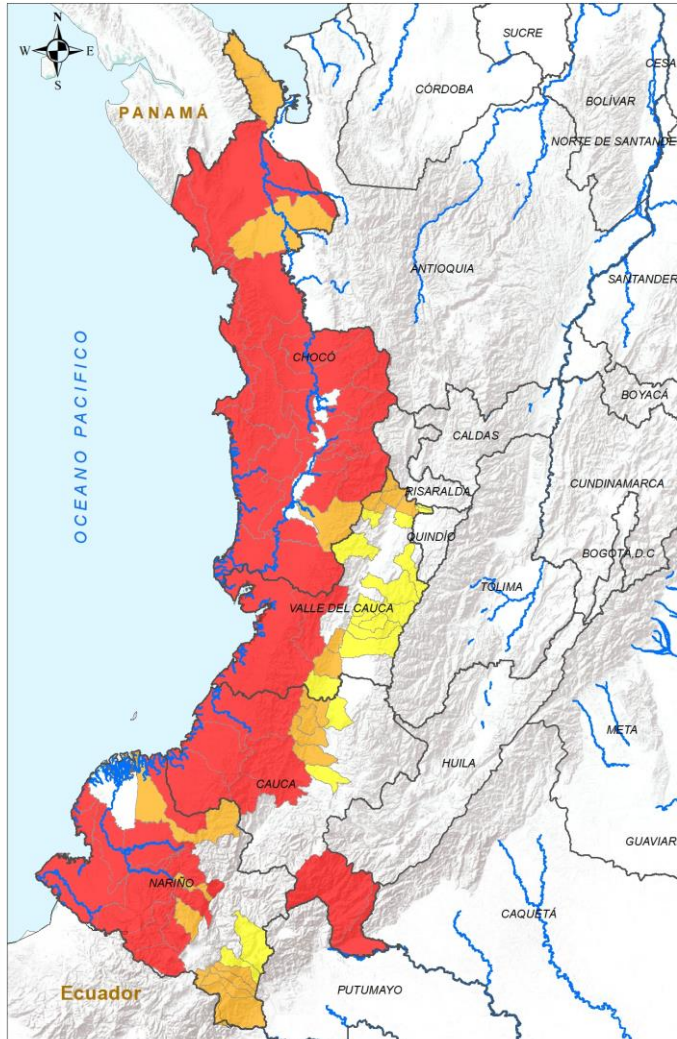 N
W E
S
PANAMÁ
SUCRE
CÓRDOBA
CESA
BOLÍVAR
NORTE DE SANTANDE
ANTIOQUIA
SANTANDER
OCEANO PACIFICO
CHOCÓ
BOYACÁ
CALDAS
CUNDINAMARCA
RISARALDA
QUINDÍO
BOGOTÁ, D.C
TOLIMA
VALLE DEL CAUCA
META
HUILA
CAUCA
GUAVIAR
NARIÑO
CAQUETÁ
PUTUMAYO
Ecuador